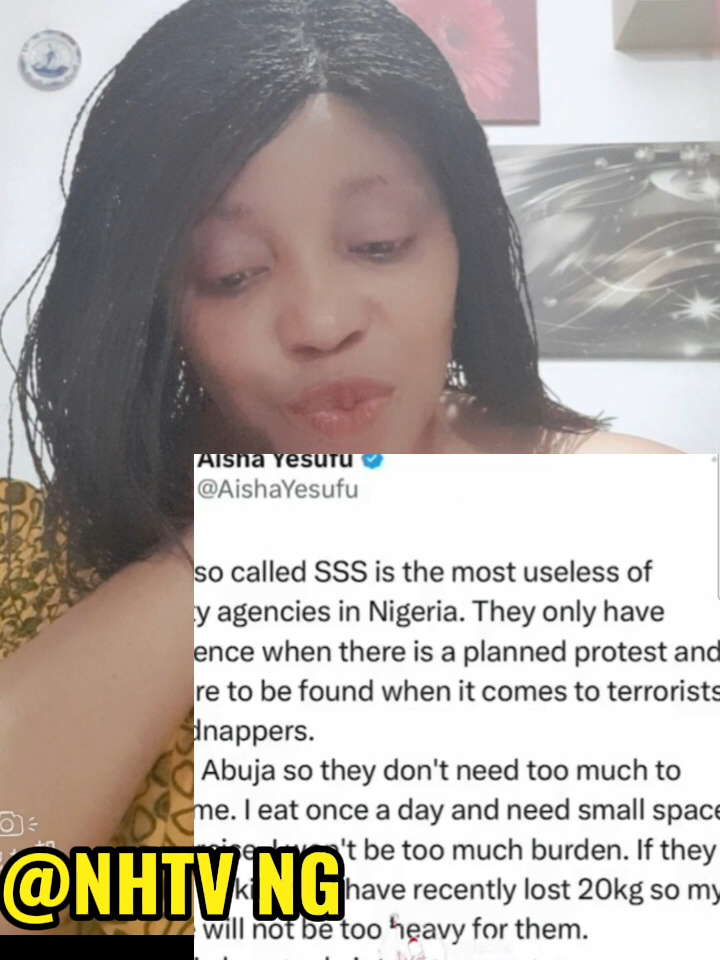 Aisha Yesufu
@AishaYesufu
so called SSS is the most useless of
y agencies in Nigeria. They only have
ence when there is a planned protest and
re to be found when it comes to terrorists
dnappers.
Abuja so they don't need too much to
me. I eat once a day and need small space
't be too much burden. If they
@NHTV NG
have recently lost 20kg so my
will not be too heavy for them.